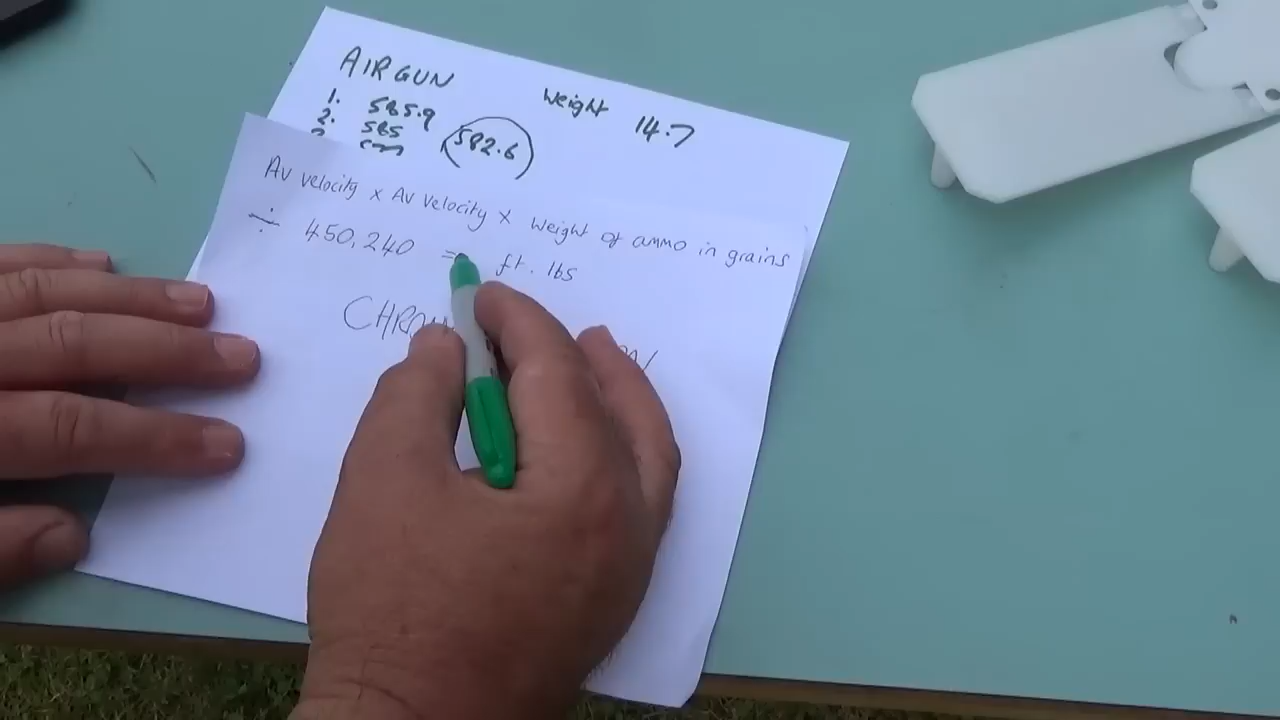 AIRGUN
Weight 14.7
1. 585.9
2. 585
582.6
Av velocity x Av velocity x weight of ammo in grains
÷ 450,240 = ft. lbs